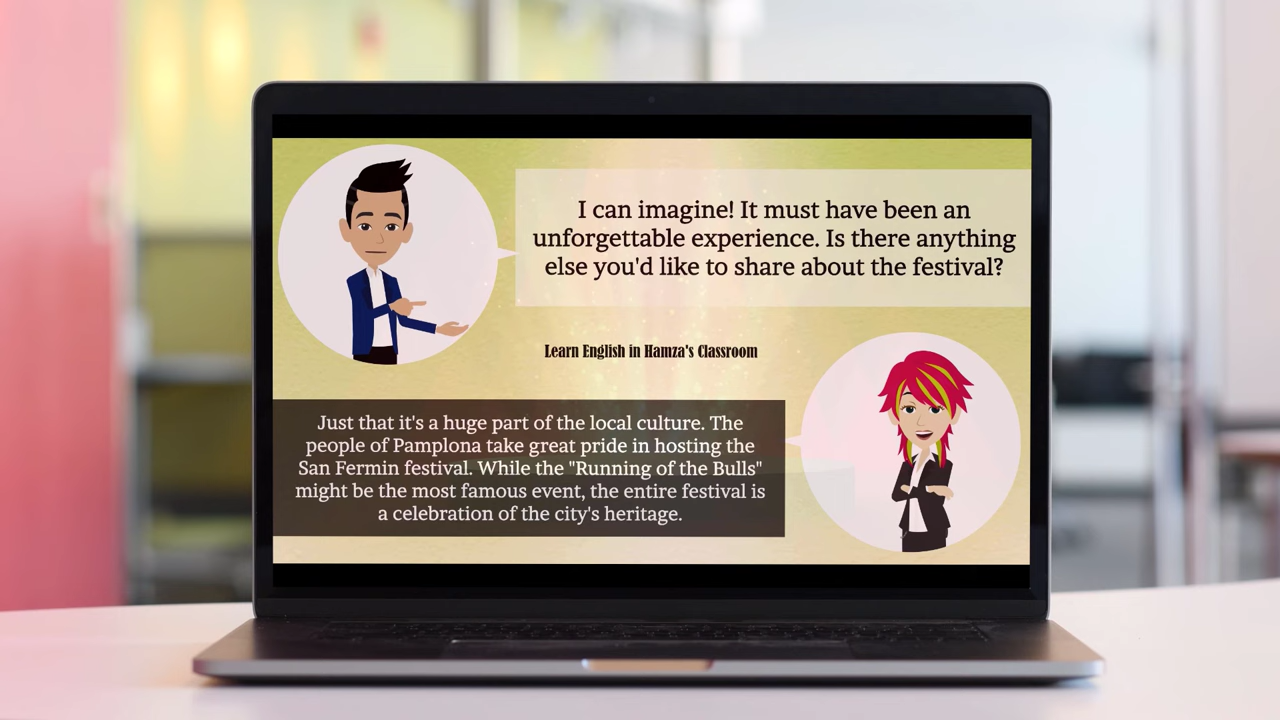 I can imagine! It must have been an
unforgettable experience. Is there anything
else you'd like to share about the festival?
Learn English in Hamza's Classroom
Just that it's a huge part of the local culture. The
people of Pamplona take great pride in hosting the
San Fermin festival. While the "Running of the Bulls"
might be the most famous event, the entire festival is
a celebration of the city's heritage.